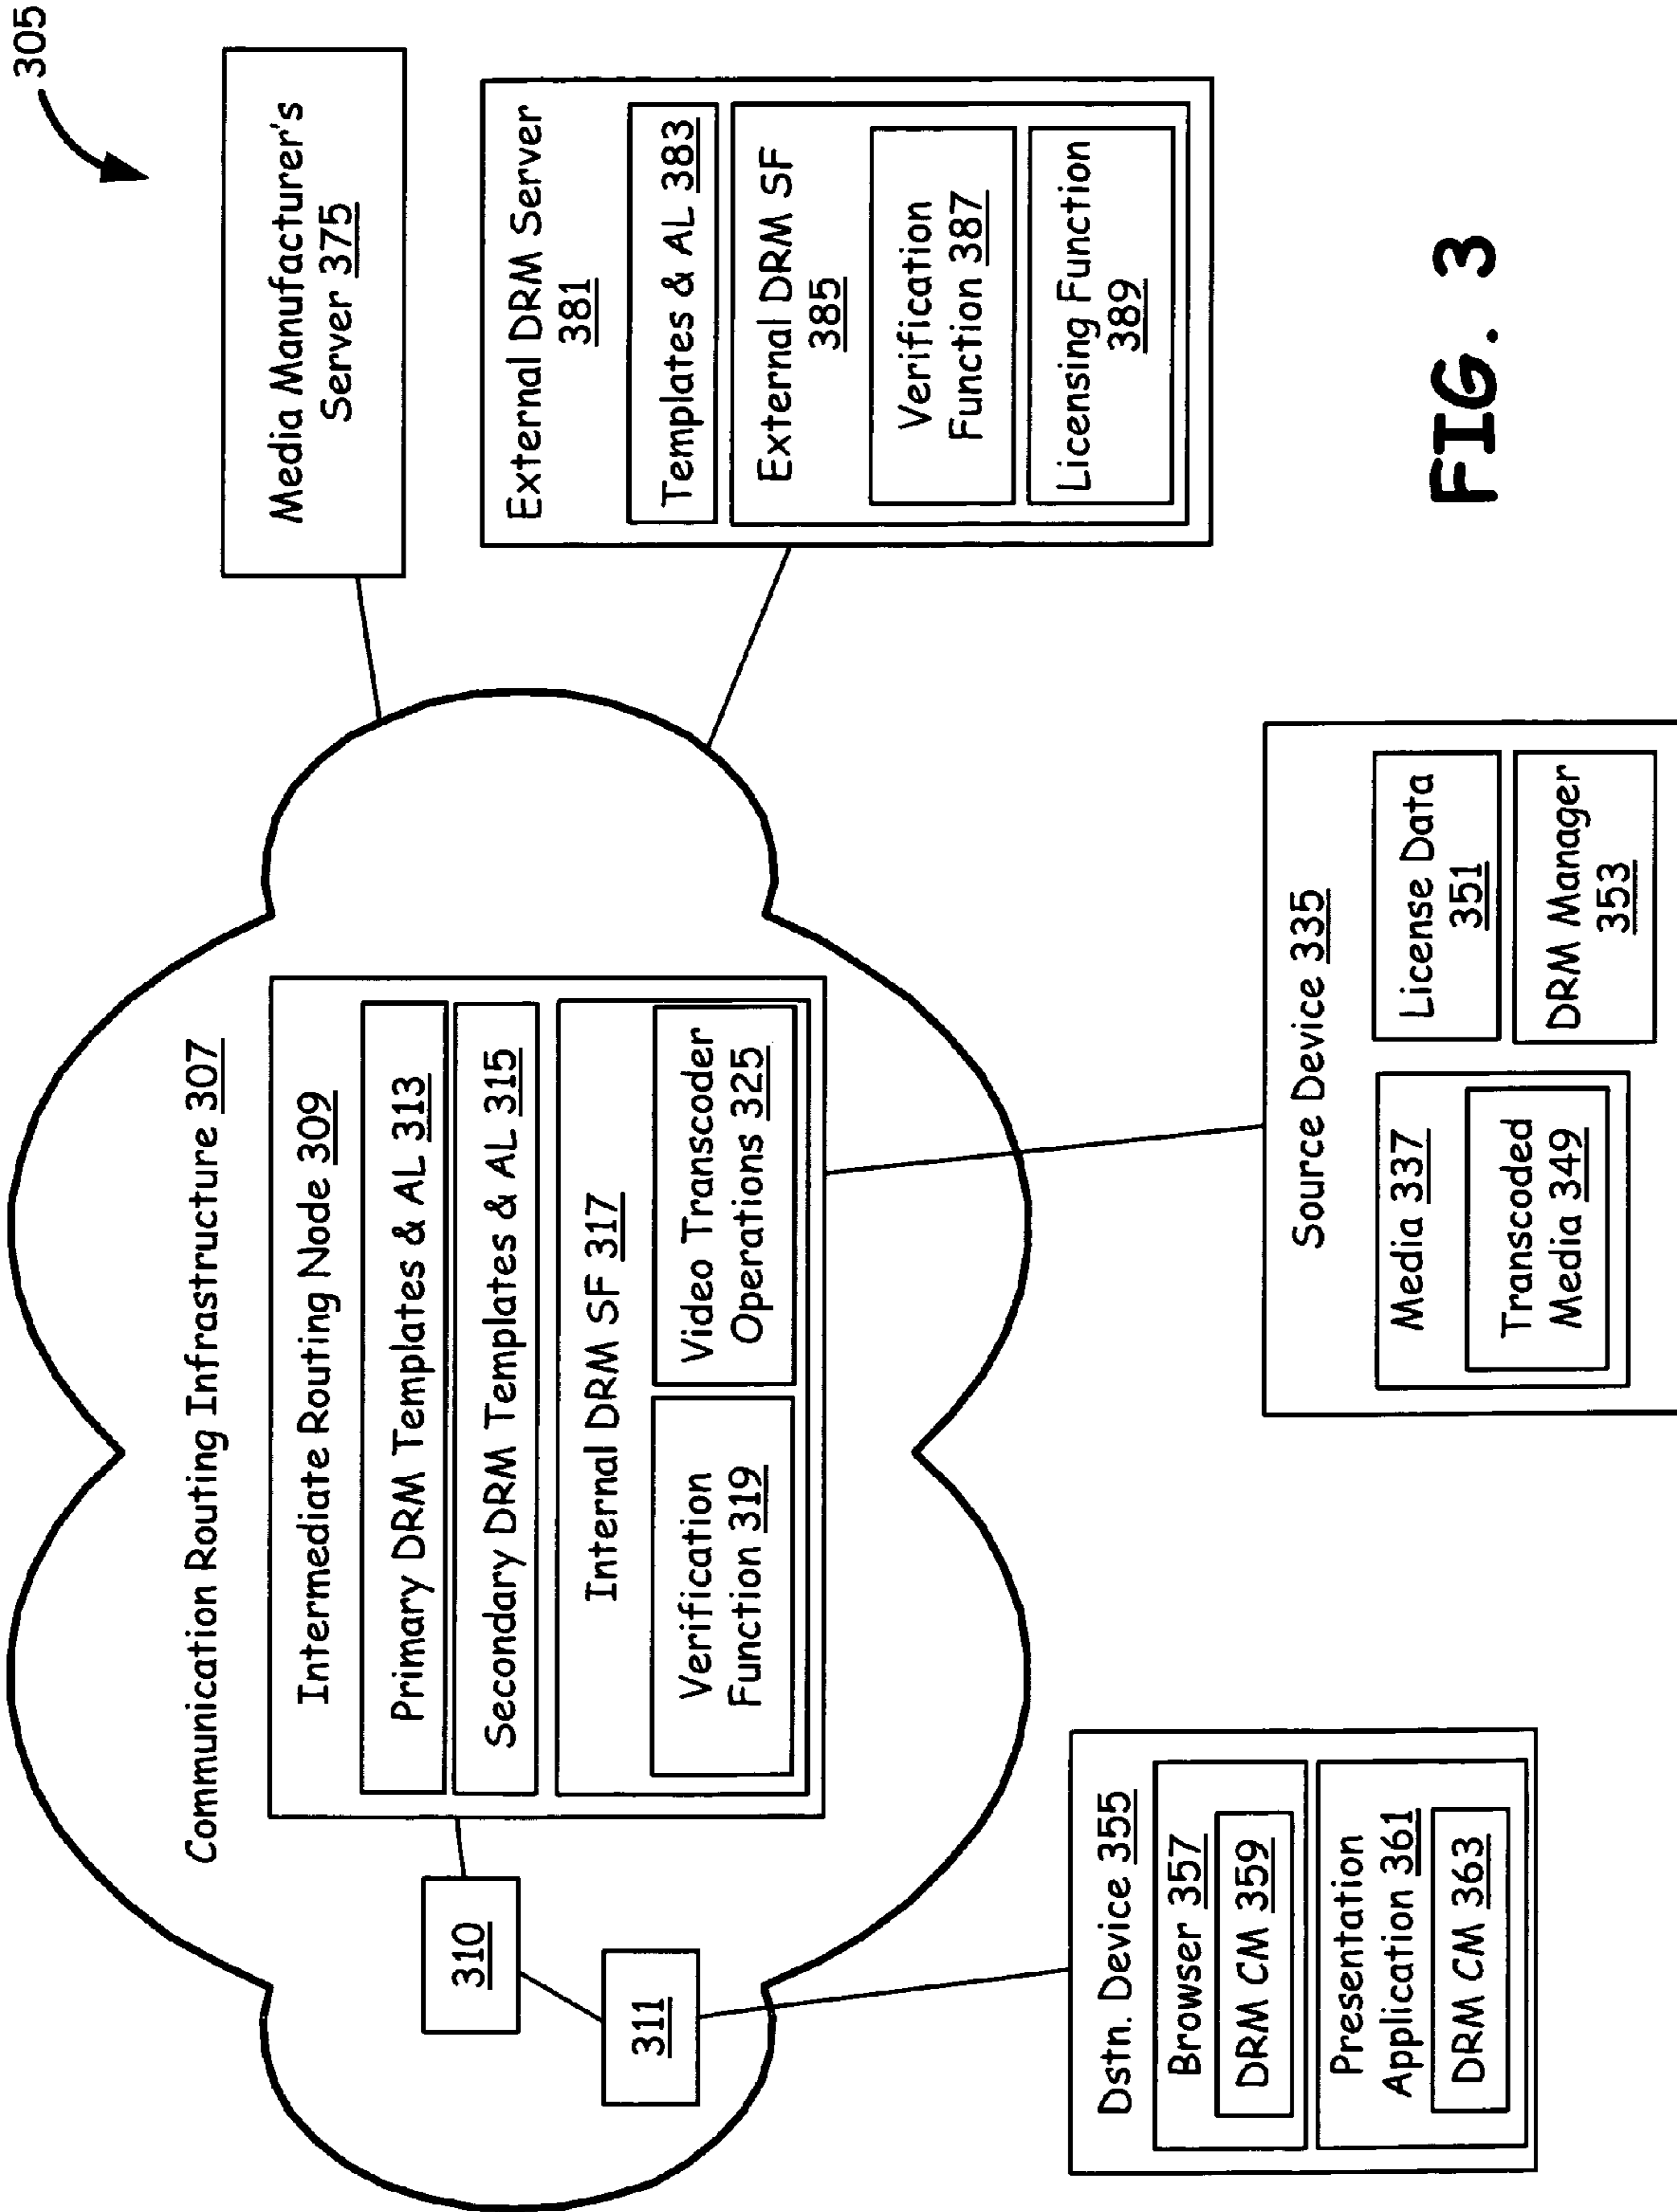 305
Communication Routing Infrastructure 307
Intermediate Routing Node 309
Primary DRM Templates & AL 313
Secondary DRM Templates & AL 315
Internal DRM SF 317
Verification
Function 319
Video Transcoder
Operations 325
310
311
Media Manufacturer's
Server 375
External DRM Server
381
Templates & AL 383
External DRM SF
385
Verification
Function 387
Licensing Function
389
Dstn. Device 355
Browser 357
DRM CM 359
Presentation
Application 361
DRM CM 363
Source Device 335
Media 337
Transcoded
Media 349
License Data
351
DRM Manager
353
FIG. 3